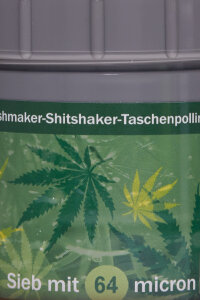 shmaker-Shitshaker-Taschenpollin
Sieb mit 64 micron